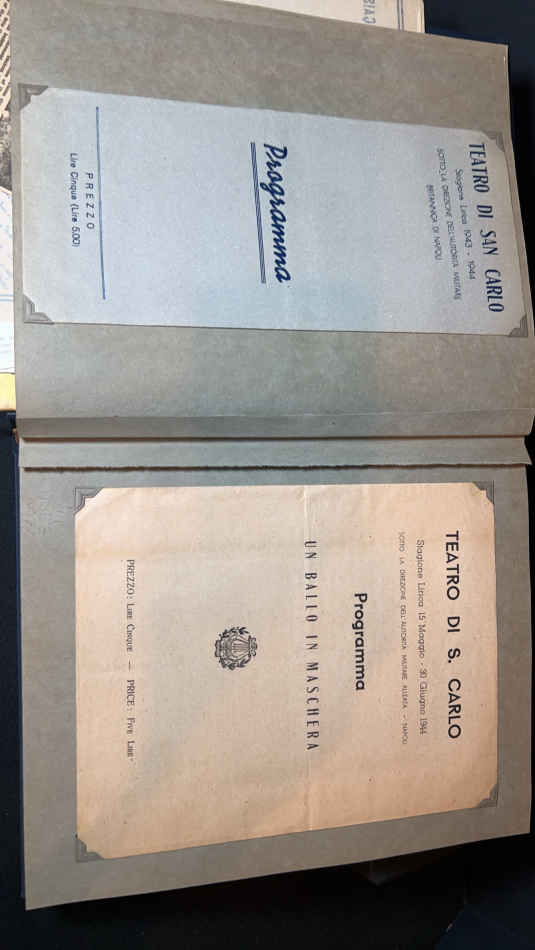 TEATRO DI SAN CARLO
Stagione Lirica 1943 - 1944
SOTTO LA DIREZIONE DELL'AUTORITÀ MILITARE
BRITANNICA DI NAPOLI
Programma
PREZZO
Lire Cinque (Lire 5,00)
TEATRO DI S. CARLO
Stagione Lirica 15 Maggio - 30 Giugno 1944
SOTTO LA DIREZIONE DELL'AUTORITÀ MILITARE ALLEATA - NAPOLI
Programma
UN BALLO IN MASCHERA
PREZZO: LIRE CINQUE — PRICE: FIVE LIRE